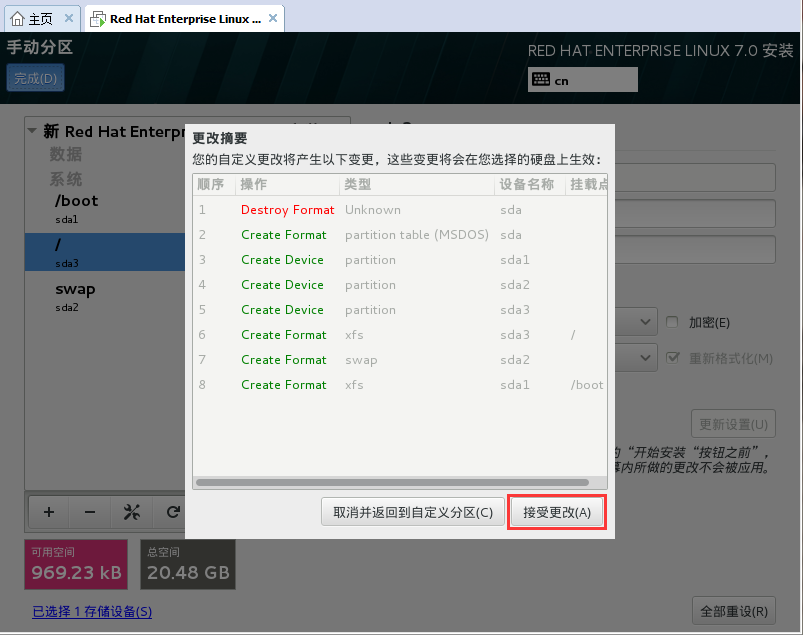 主页
Red Hat Enterprise Linux ...
手动分区
RED HAT ENTERPRISE LINUX 7.0 安装
完成(D)
cn
新 Red Hat Enterp
数据
系统
/boot
sda1
/
sda3
swap
sda2
更改摘要
您的自定义更改将产生以下变更，这些变更将会在您选择的硬盘上生效：
顺序 操作 类型 设备名称 挂载点
1 Destroy Format Unknown sda
2 Create Format partition table (MSDOS) sda
3 Create Device partition sda1
4 Create Device partition sda2
5 Create Device partition sda3
6 Create Format xfs sda3 /
7 Create Format swap sda2
8 Create Format xfs sda1 /boot
加密(E)
重新格式化(M)
更新设置(U)
的“开始安装“按钮之前”，
幕内所做的更改不会被应用。
取消并返回到自定义分区(C)
接受更改(A)
可用空间
969.23 kB
总空间
20.48 GB
已选择 1 存储设备(S)
全部重设(R)